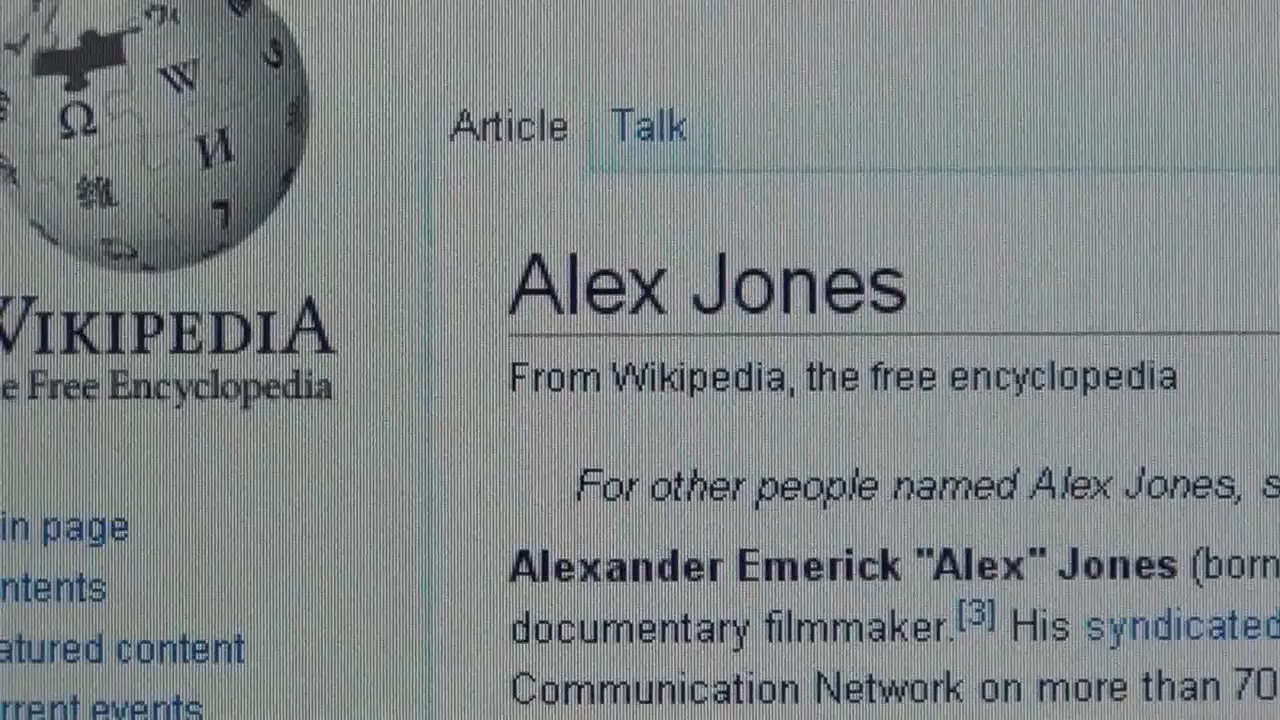 Ω W И 維 7
WIKIPEDIA
e Free Encyclopedia
Article Talk
Alex Jones
From Wikipedia, the free encyclopedia
For other people named Alex Jones, s
Alexander Emerick "Alex" Jones (born
documentary filmmaker.[3] His syndicated
Communication Network on more than 70
in page
ntents
atured content
rrent events